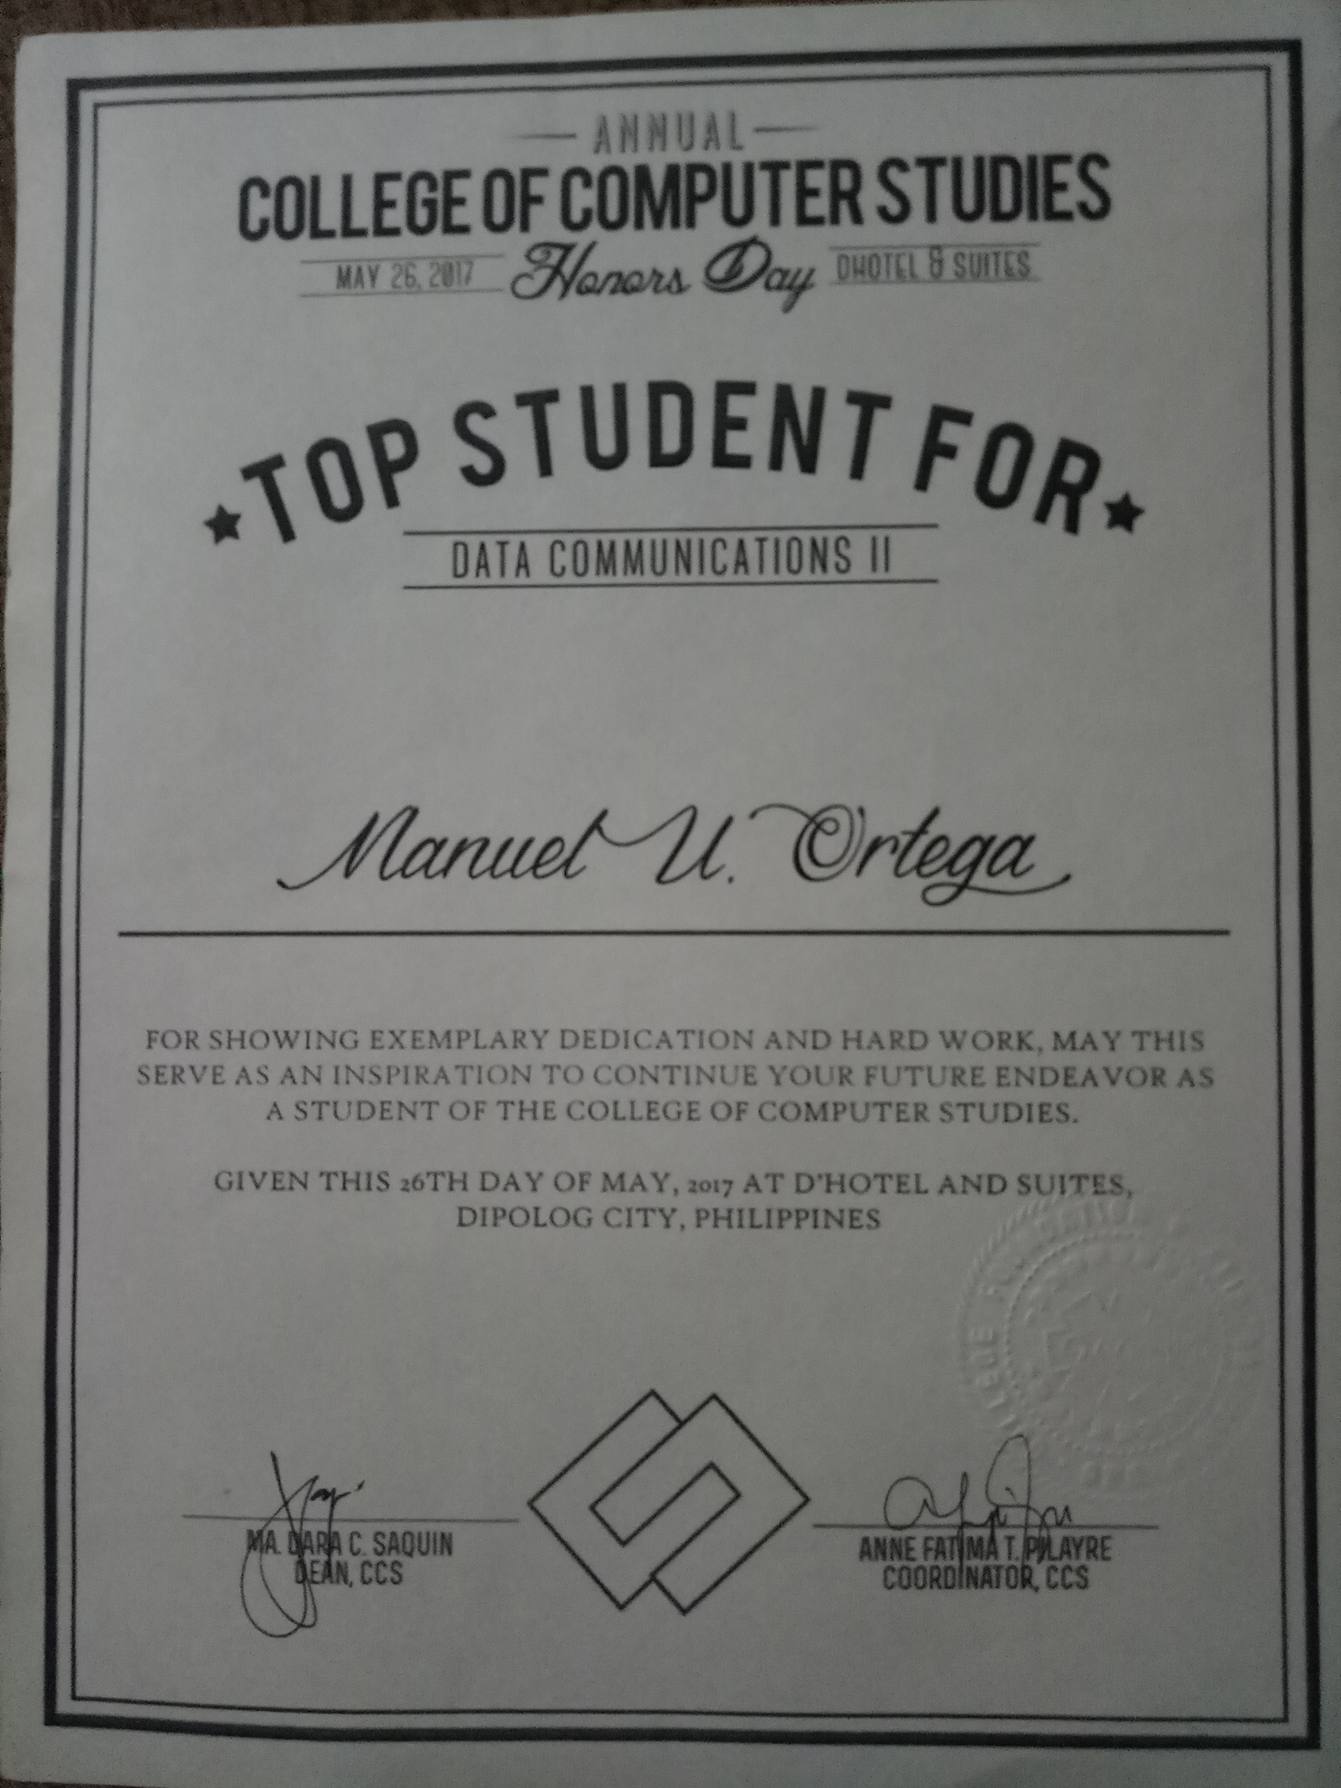 ANNUAL
COLLEGE OF COMPUTER STUDIES
MAY 26, 2017 Honors Day DHOTEL & SUITES
TOP STUDENT FOR
DATA COMMUNICATIONS II
Manuel U. Ortega
FOR SHOWING EXEMPLARY DEDICATION AND HARD WORK, MAY THIS
SERVE AS AN INSPIRATION TO CONTINUE YOUR FUTURE ENDEAVOR AS
A STUDENT OF THE COLLEGE OF COMPUTER STUDIES.
GIVEN THIS 26TH DAY OF MAY, 2017 AT D'HOTEL AND SUITES,
DIPOLOG CITY, PHILIPPINES
MA. DARA C. SAQUIN
DEAN, CCS
ANNE FATIMA T. PILAYRE
COORDINATOR, CCS